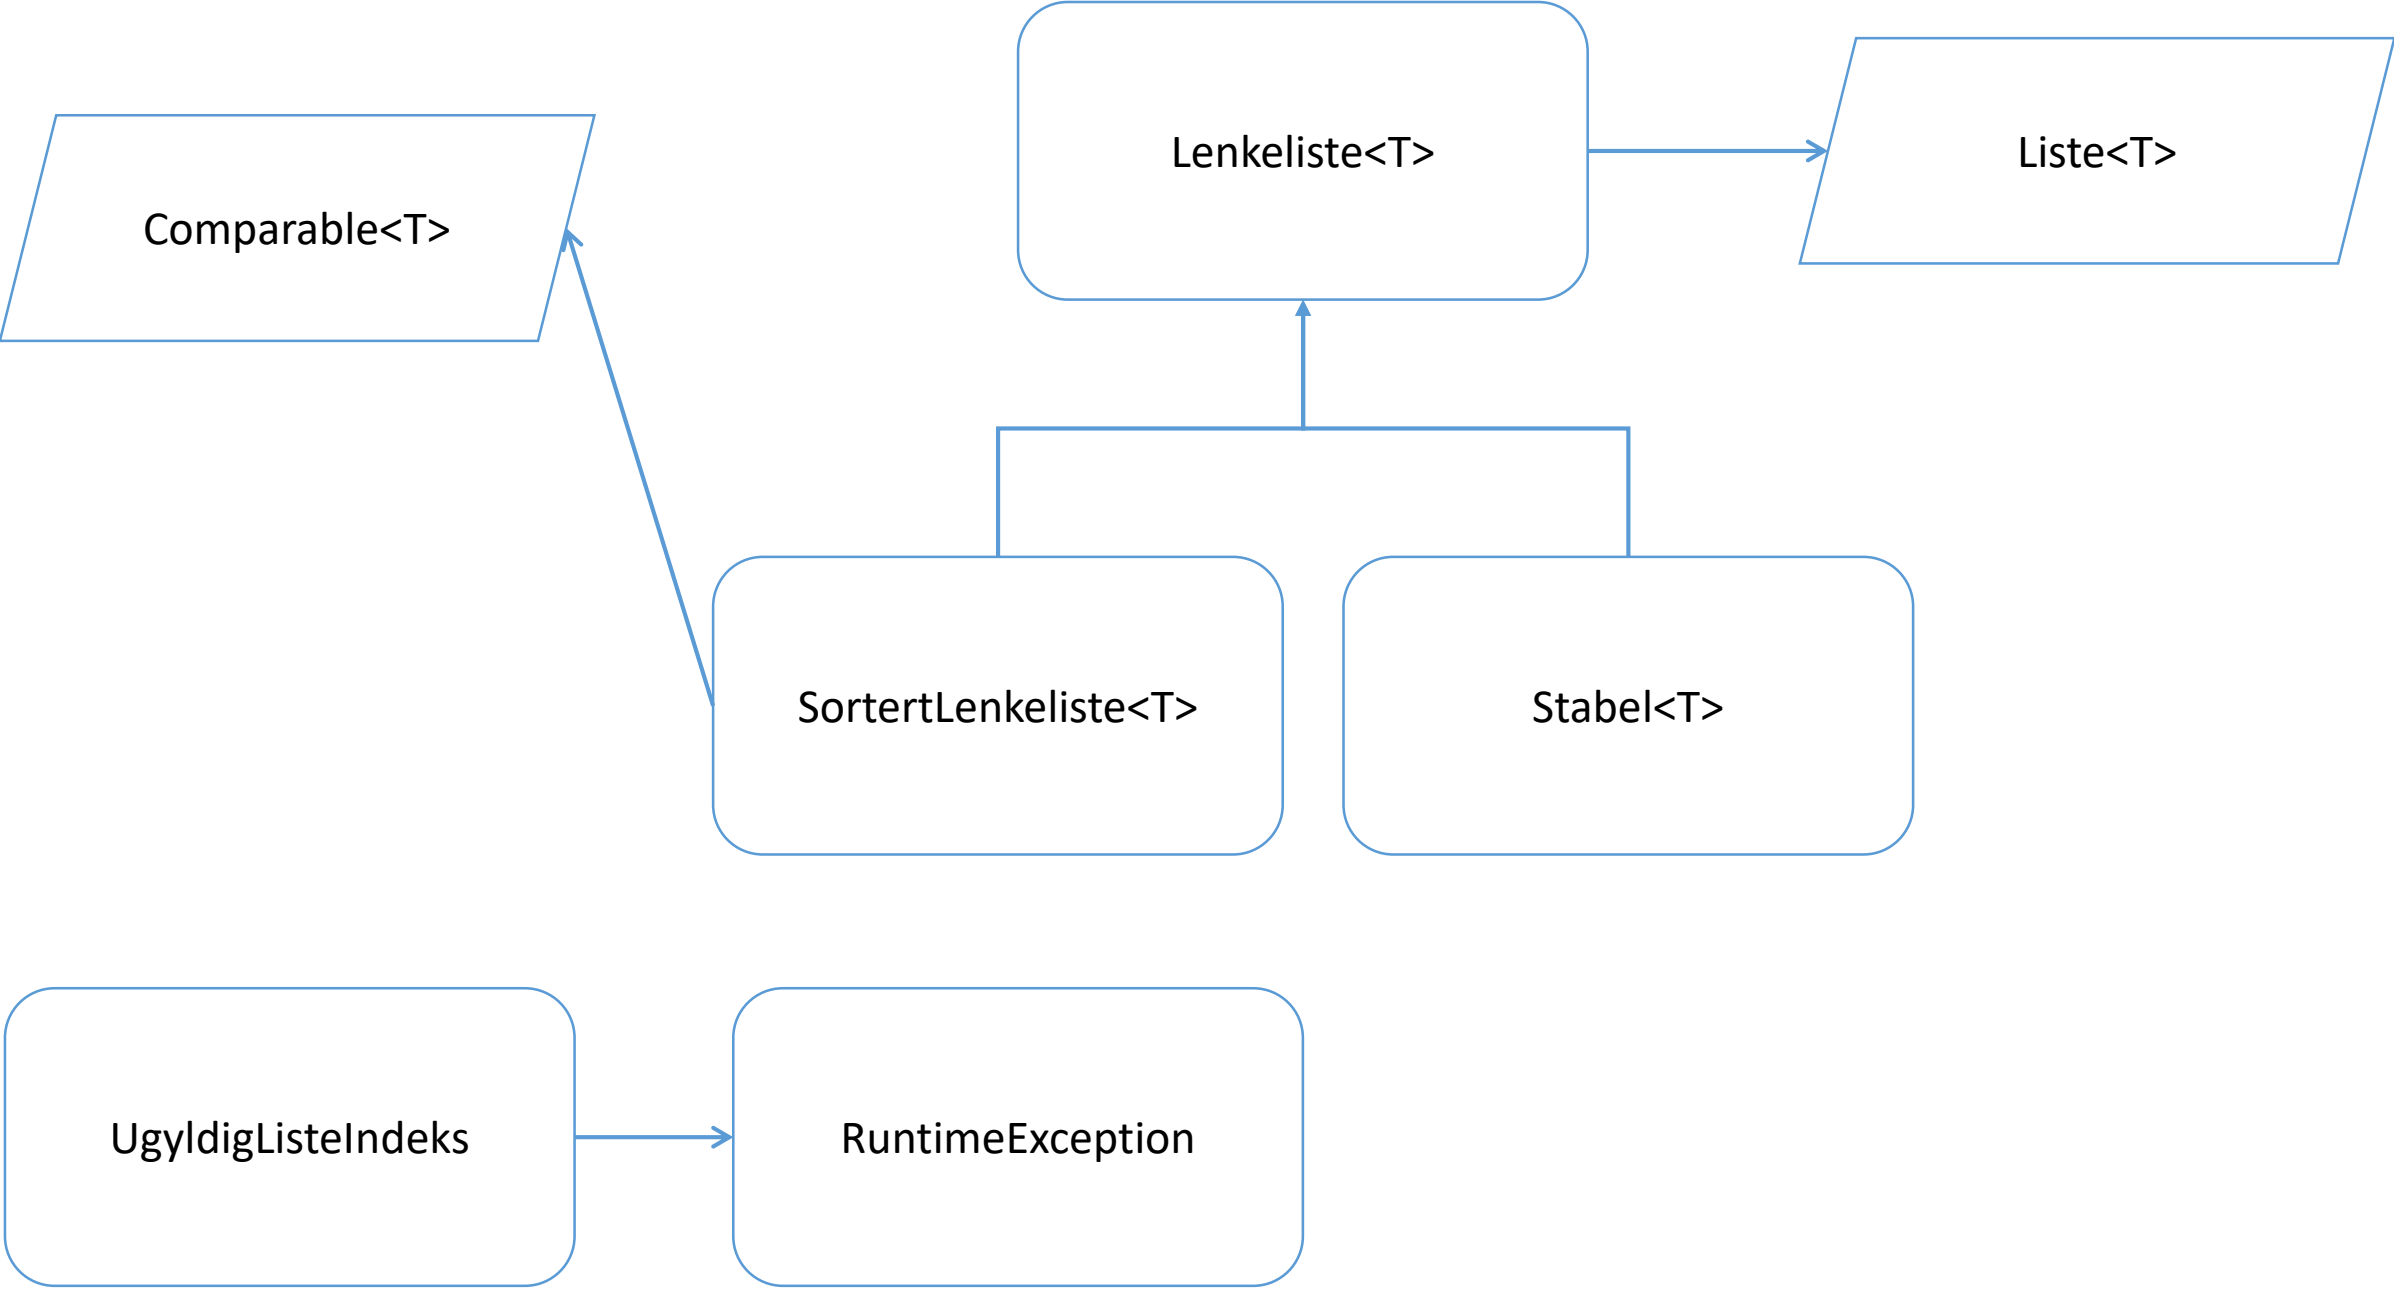 Lenkeliste<T>
Liste<T>
Comparable<T>
SortertLenkeliste<T>
Stabel<T>
UgyldigListeIndeks
RuntimeException